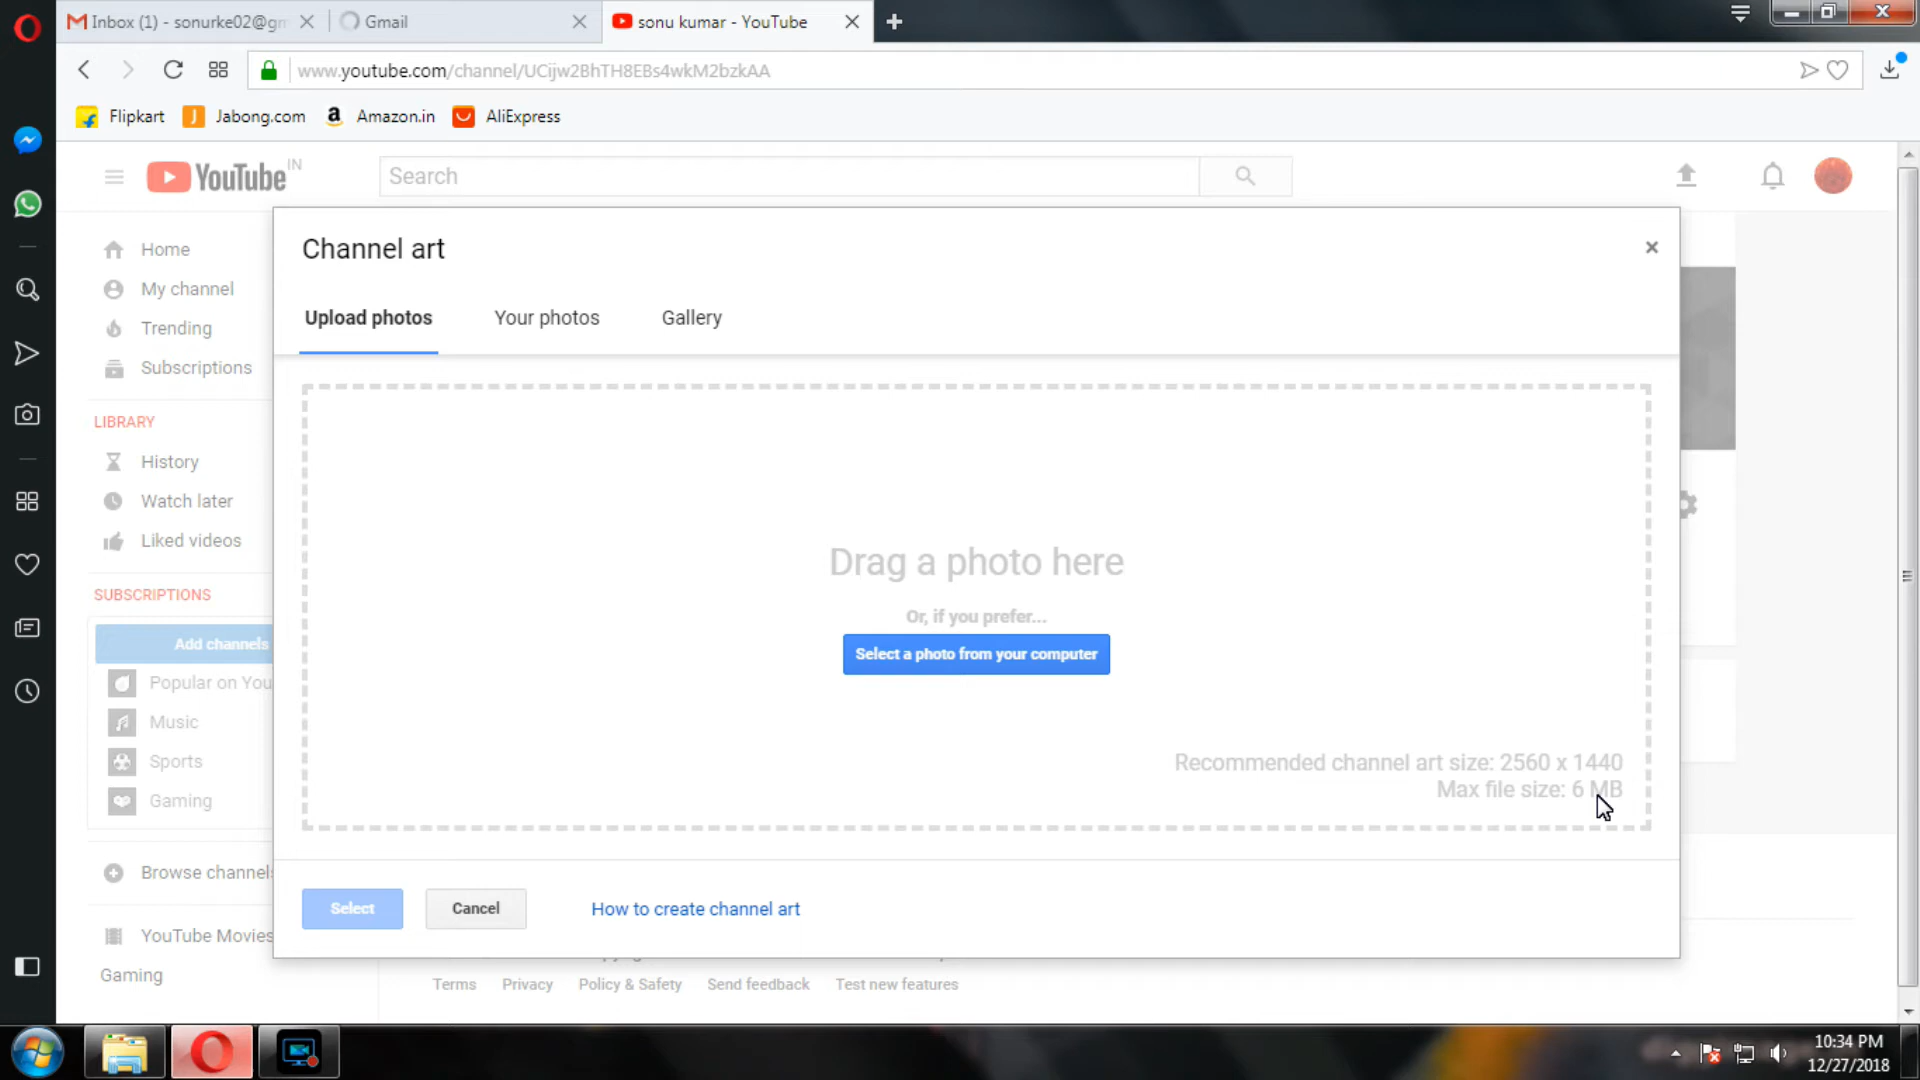 Inbox (1) - sonurke02@gm
Gmail
sonu kumar - YouTube
www.youtube.com/channel/UCijw2BhTH8EBs4wkM2bzkAA
Flipkart
Jabong.com
Amazon.in
AliExpress
YouTube IN
Search
Home
My channel
Trending
Subscriptions
LIBRARY
History
Watch later
Liked videos
SUBSCRIPTIONS
Add channels
Popular on You
Music
Sports
Gaming
Browse channels
YouTube Movies
Gaming
Channel art
Upload photos
Your photos
Gallery
Drag a photo here
Or, if you prefer...
Select a photo from your computer
Recommended channel art size: 2560 x 1440
Max file size: 6 MB
Select
Cancel
How to create channel art
Terms
Privacy
Policy & Safety
Send feedback
Test new features
10:34 PM
12/27/2018